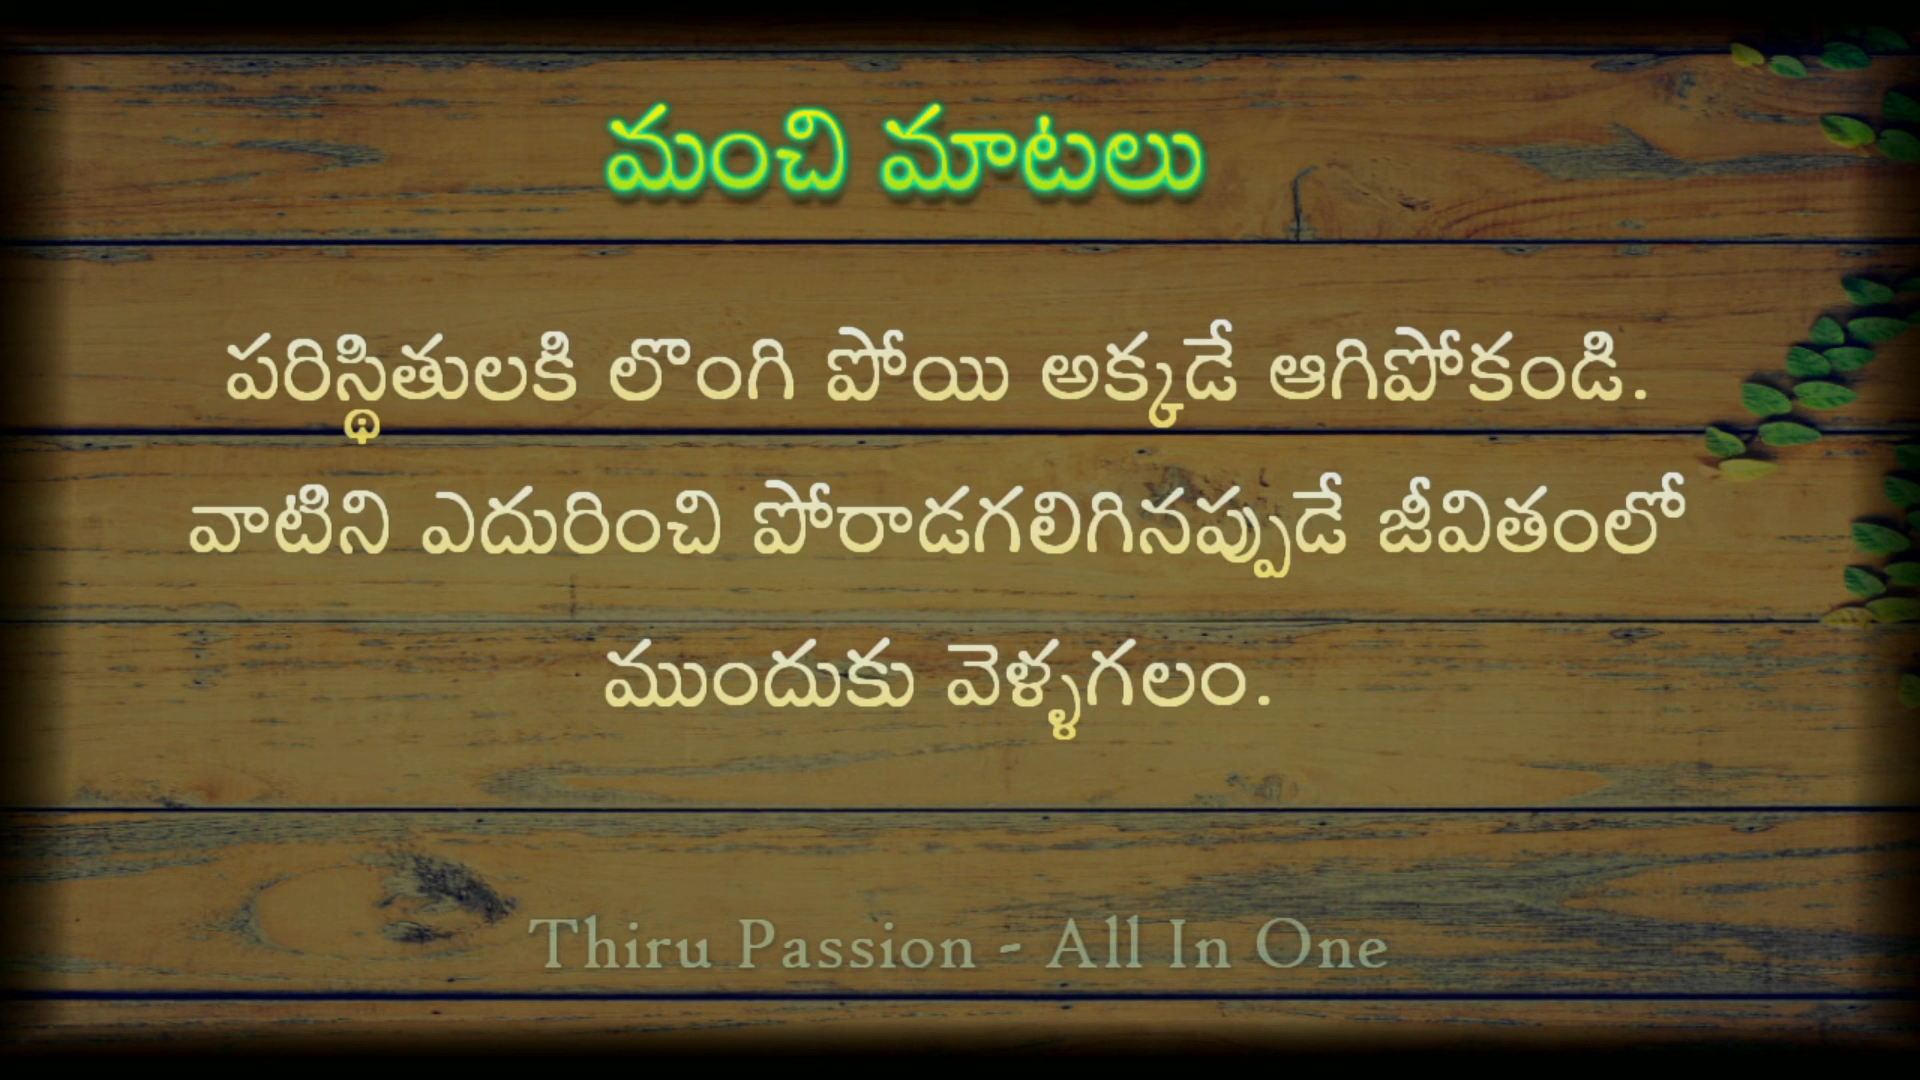 మంచి మాటలు
పరిస్థితులకి లొంగి పోయి అక్కడే ఆగిపోకండి.
వాటిని ఎదురించి పోరాడగలిగినప్పుడే జీవితంలో
ముందుకు వెళ్ళగలం.
Thiru Passion - All In One